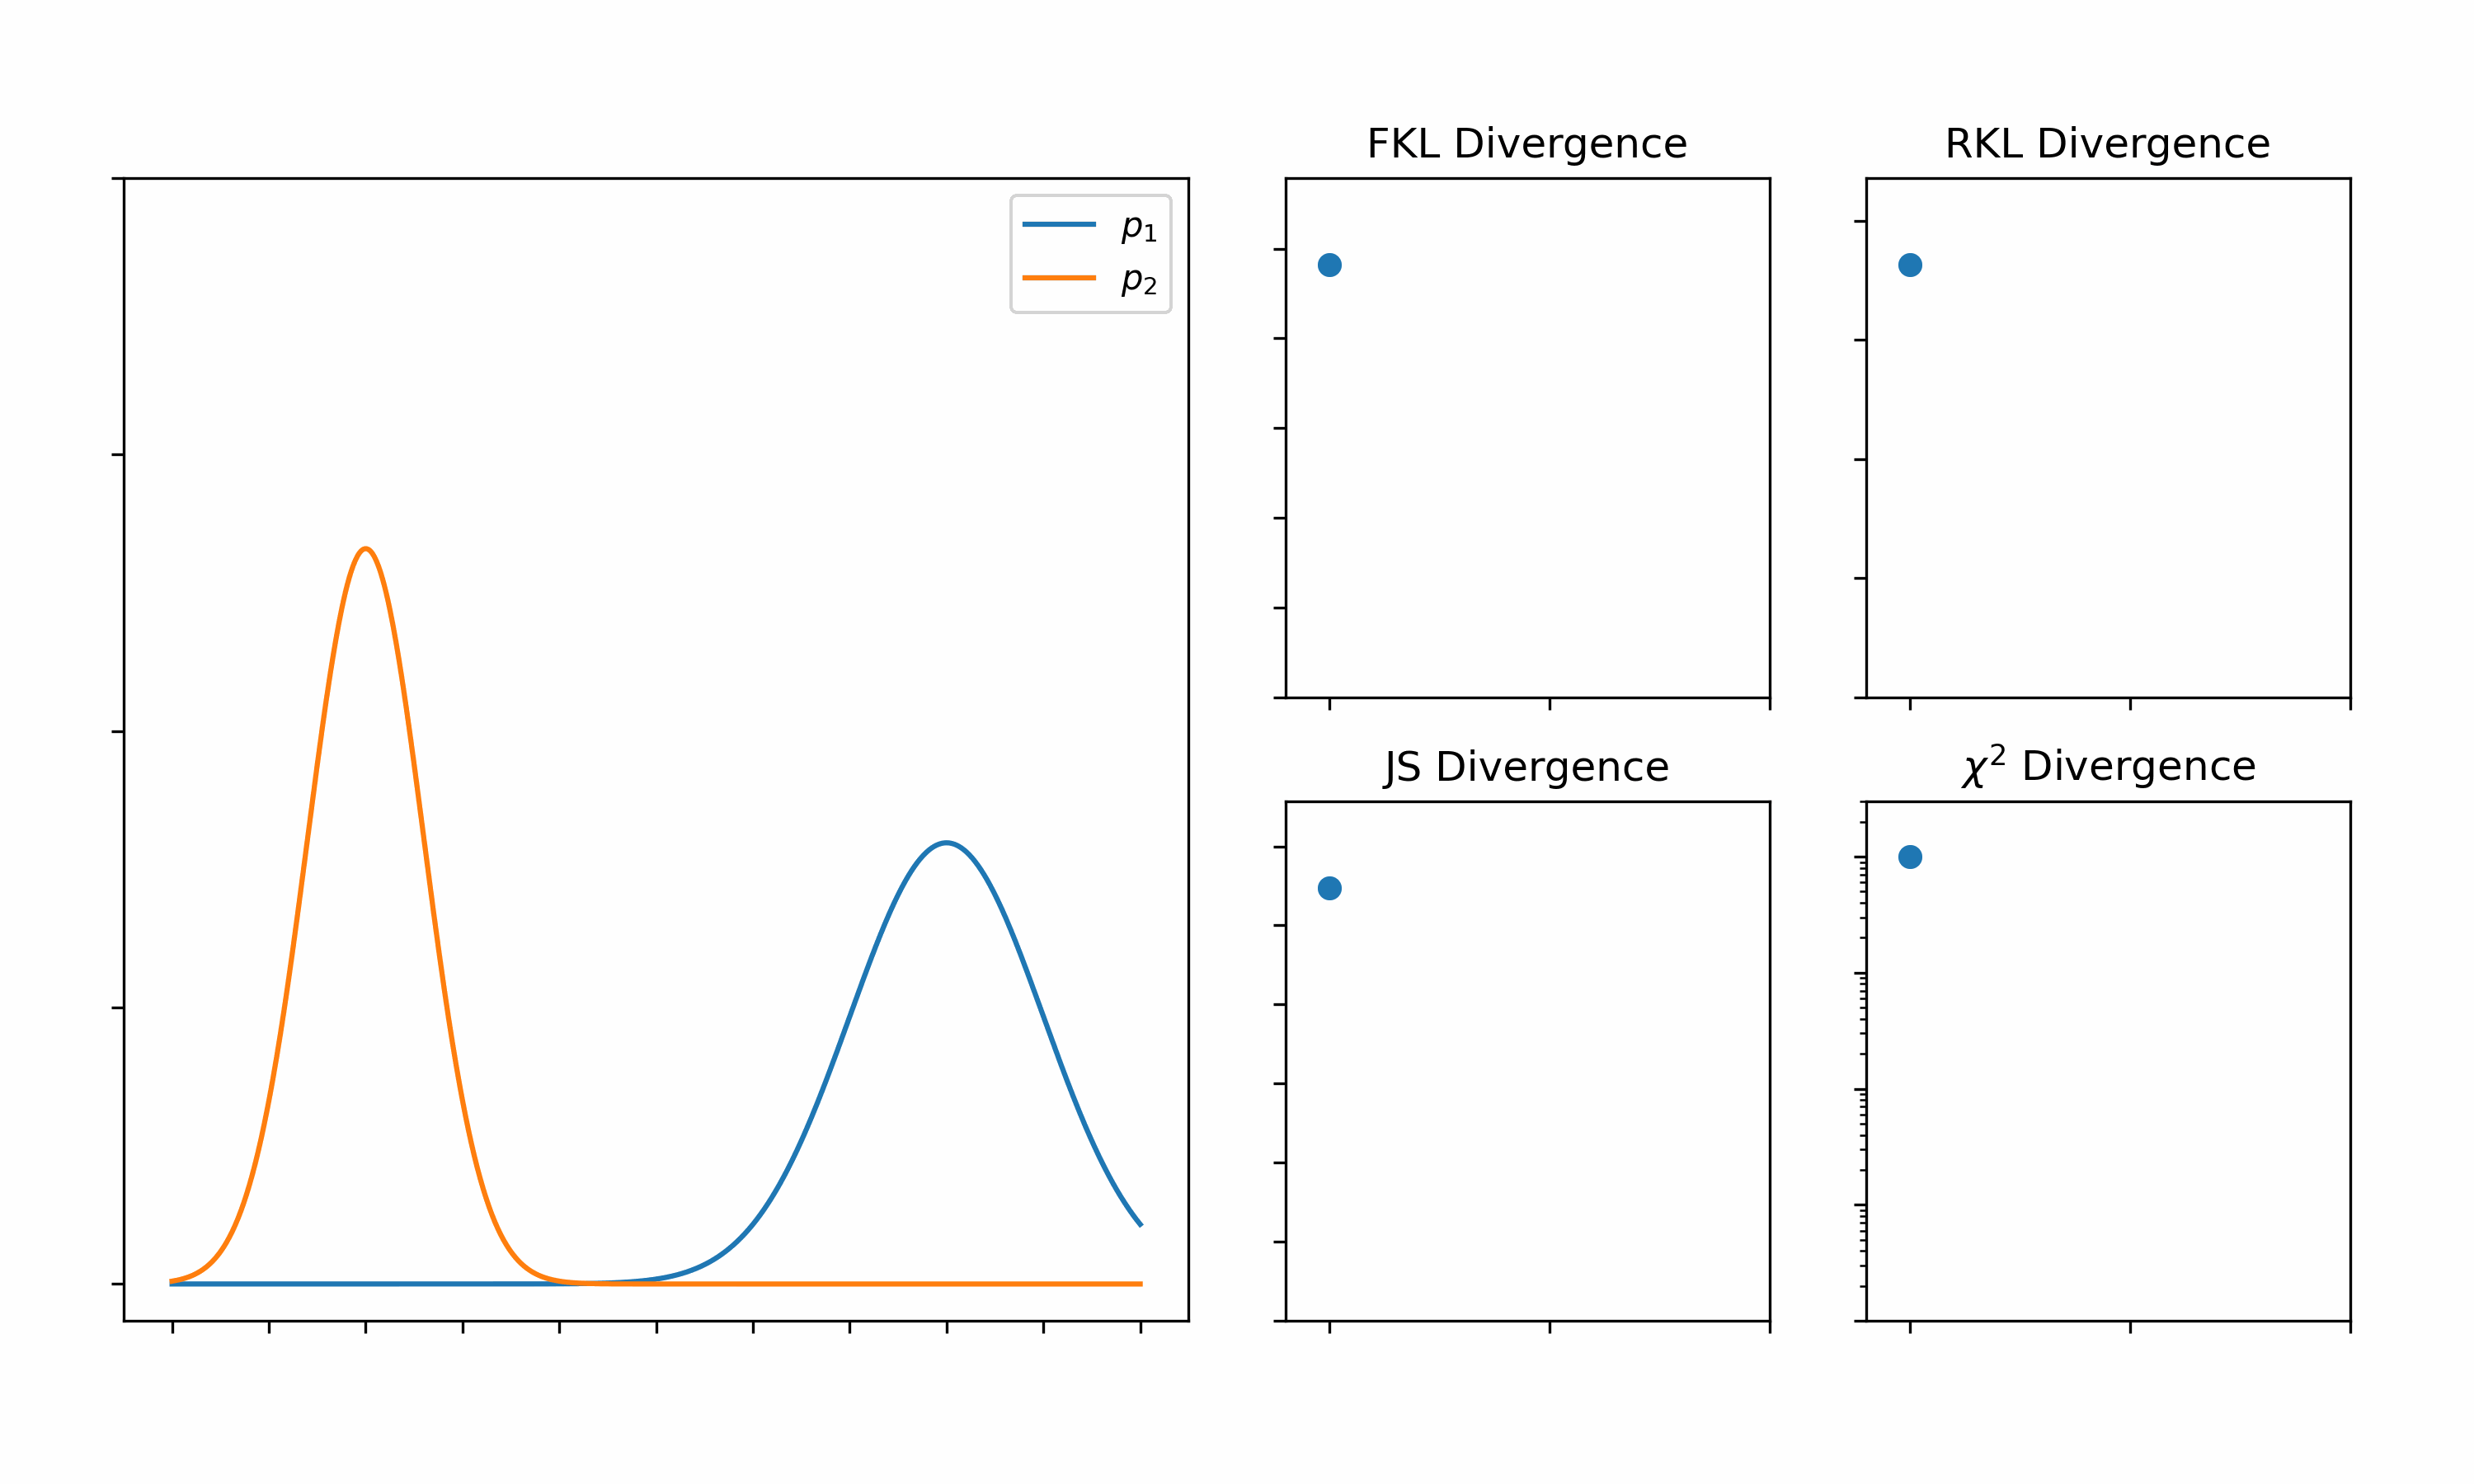 p₁
p₂
FKL Divergence
RKL Divergence
JS Divergence
χ² Divergence